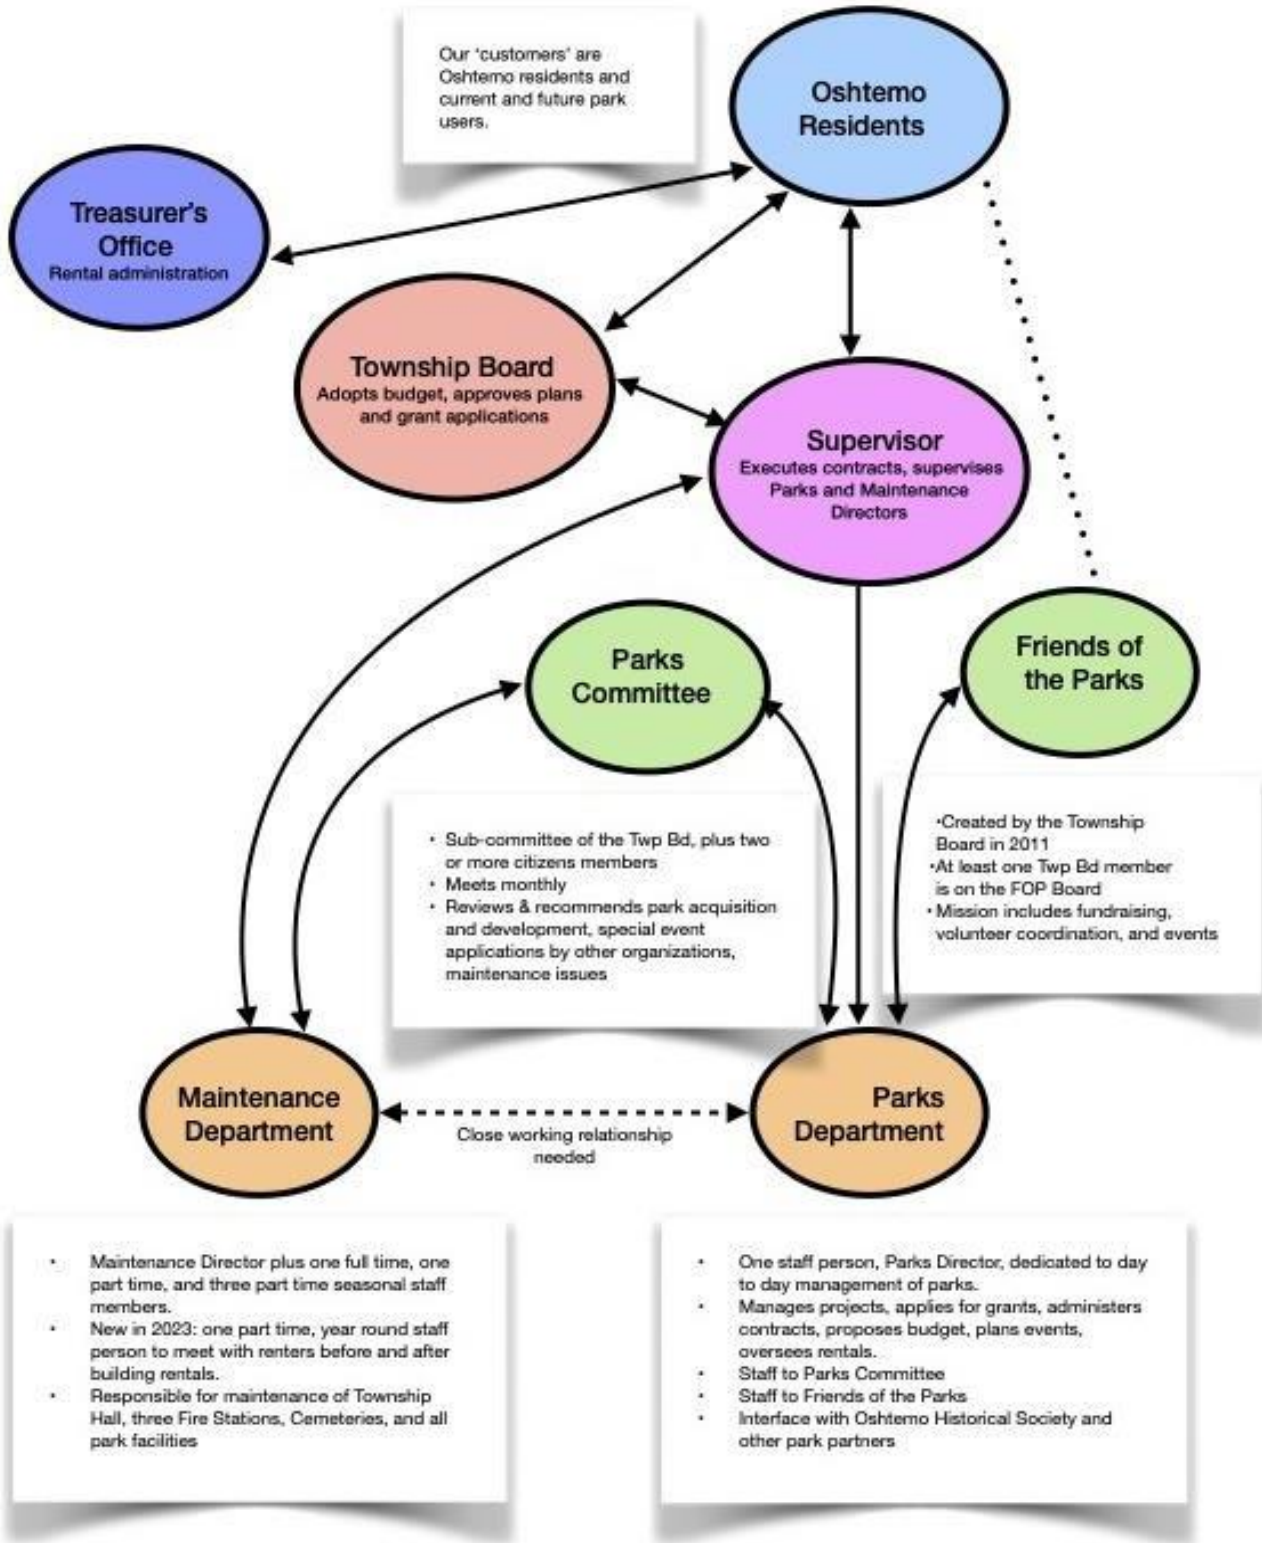 Our 'customers' are
Oshtemo residents and
current and future park
users.
Oshtemo
Residents
Treasurer's
Office
Rental administration
Township Board
Adopts budget, approves plans
and grant applications
Supervisor
Executes contracts, supervises
Parks and Maintenance
Directors
Parks
Committee
Friends of
the Parks
• Sub-committee of the Twp Bd, plus two
or more citizens members
• Meets monthly
• Reviews & recommends park acquisition
and development, special event
applications by other organizations,
maintenance issues
•Created by the Township
Board in 2011
•At least one Twp Bd member
is on the FOP Board
• Mission includes fundraising,
volunteer coordination, and events
Maintenance
Department
Close working relationship
needed
Parks
Department
• Maintenance Director plus one full time, one
part time, and three part time seasonal staff
members.
• New in 2023: one part time, year round staff
person to meet with renters before and after
building rentals.
• Responsible for maintenance of Township
Hall, three Fire Stations, Cemeteries, and all
park facilities
• One staff person, Parks Director, dedicated to day
to day management of parks.
• Manages projects, applies for grants, administers
contracts, proposes budget, plans events,
oversees rentals.
• Staff to Parks Committee
• Staff to Friends of the Parks
• Interface with Oshtemo Historical Society and
other park partners